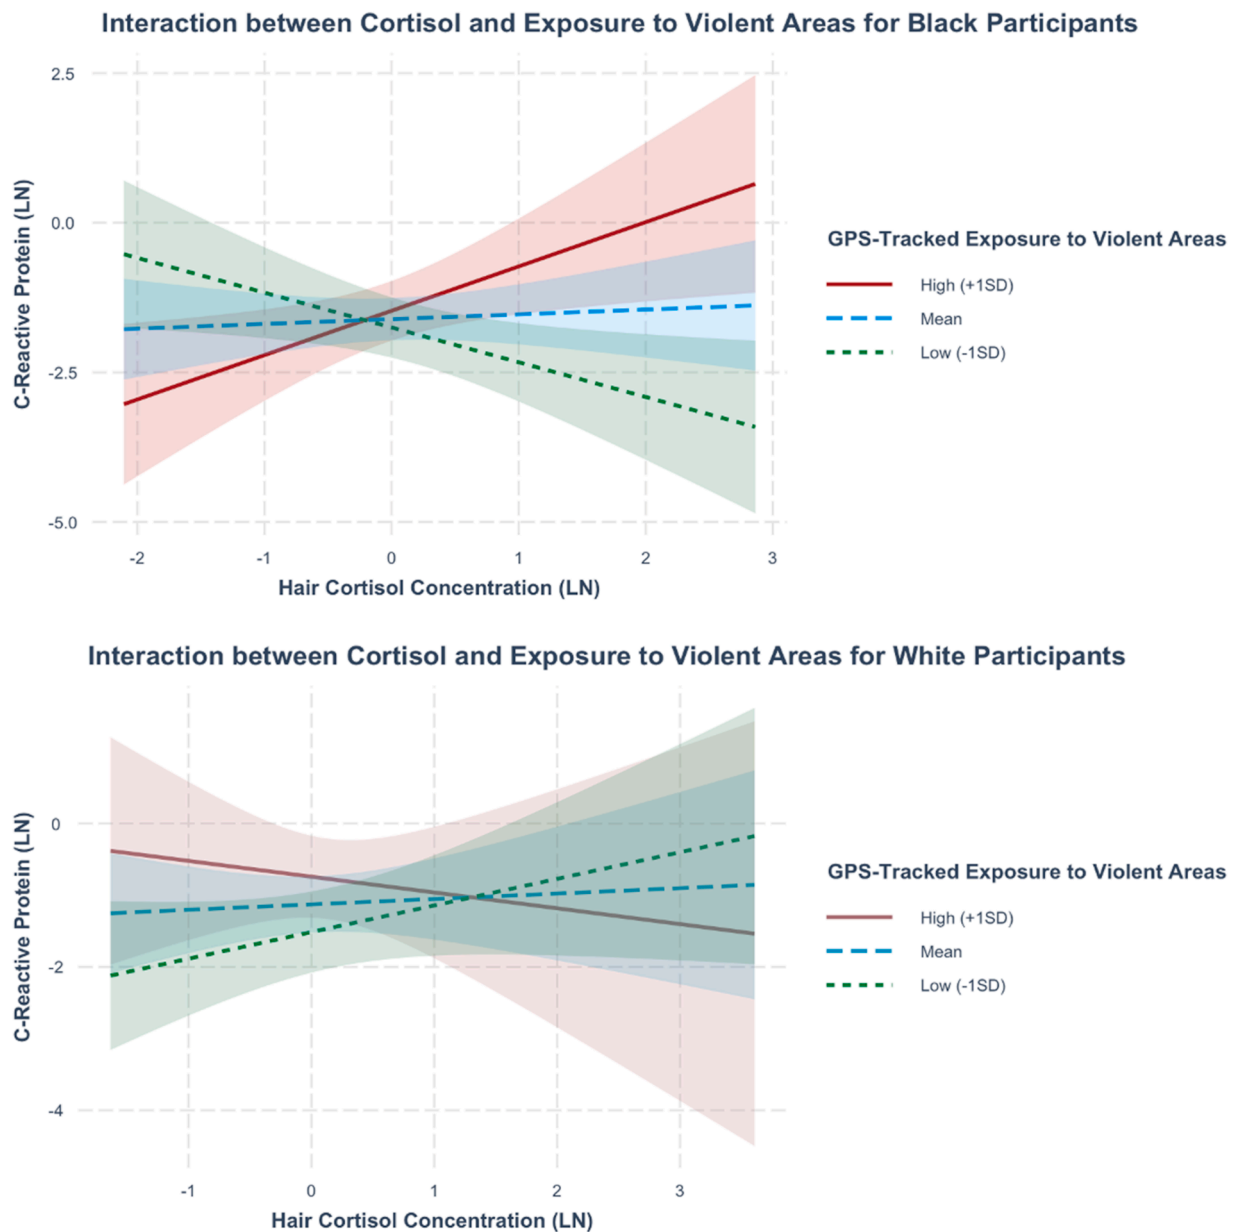 Interaction between Cortisol and Exposure to Violent Areas for Black Participants
2.5
0.0
-2.5
-5.0
C-Reactive Protein (LN)
-2 -1 0 1 2 3
Hair Cortisol Concentration (LN)
GPS-Tracked Exposure to Violent Areas
High (+1SD)
Mean
Low (-1SD)
Interaction between Cortisol and Exposure to Violent Areas for White Participants
0
-2
-4
C-Reactive Protein (LN)
-1 0 1 2 3
Hair Cortisol Concentration (LN)
GPS-Tracked Exposure to Violent Areas
High (+1SD)
Mean
Low (-1SD)